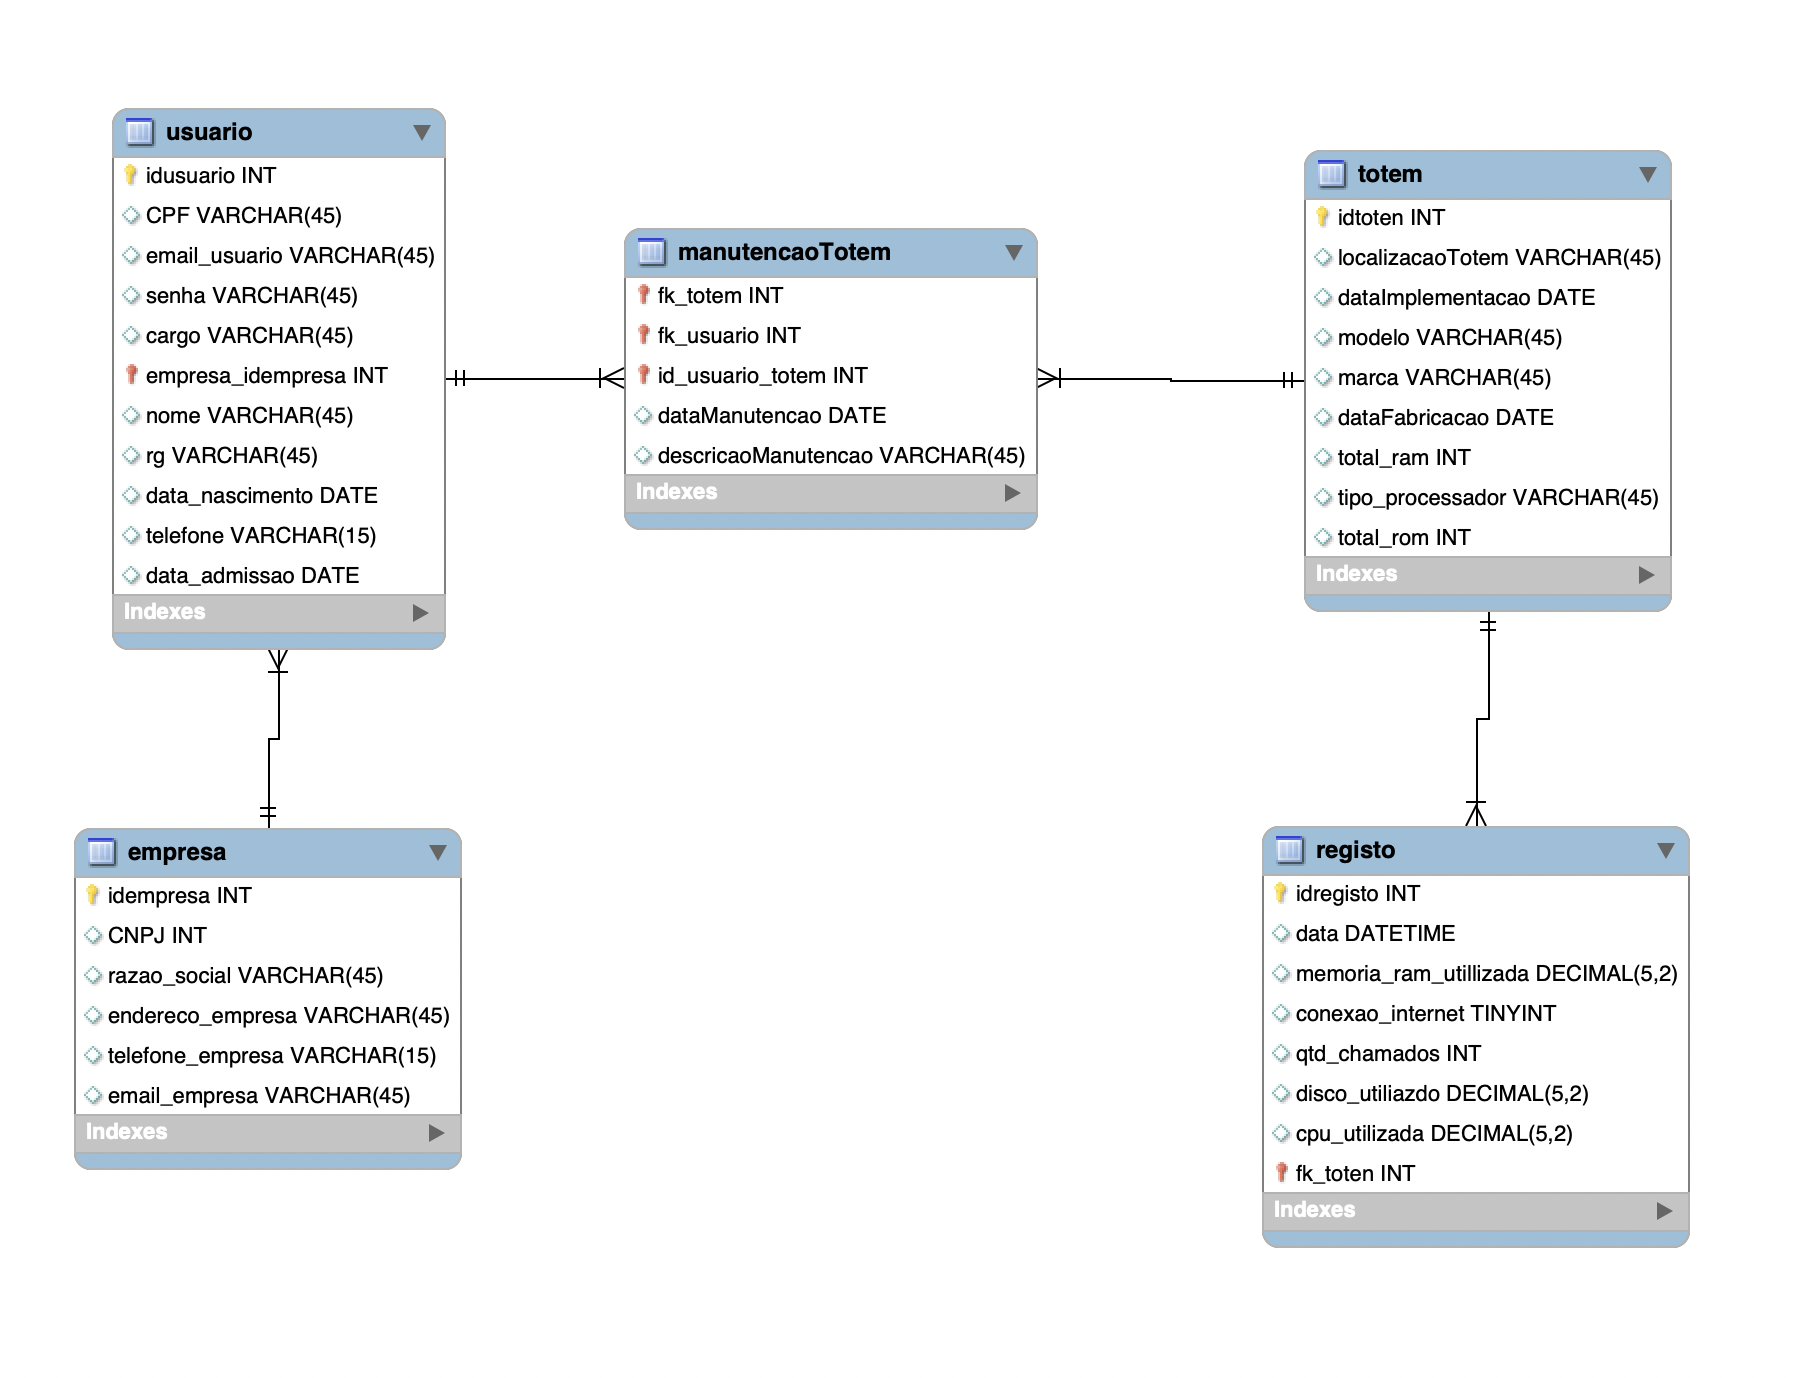 usuario
idusuario INT
CPF VARCHAR(45)
email_usuario VARCHAR(45)
senha VARCHAR(45)
cargo VARCHAR(45)
empresa_idempresa INT
nome VARCHAR(45)
rg VARCHAR(45)
data_nascimento DATE
telefone VARCHAR(15)
data_admissao DATE
Indexes
manutencaoTotem
fk_totem INT
fk_usuario INT
id_usuario_totem INT
dataManutencao DATE
descricaoManutencao VARCHAR(45)
Indexes
totem
idtoten INT
localizacaoTotem VARCHAR(45)
dataImplementacao DATE
modelo VARCHAR(45)
marca VARCHAR(45)
dataFabricacao DATE
total_ram INT
tipo_processador VARCHAR(45)
total_rom INT
Indexes
empresa
idempresa INT
CNPJ INT
razao_social VARCHAR(45)
endereco_empresa VARCHAR(45)
telefone_empresa VARCHAR(15)
email_empresa VARCHAR(45)
Indexes
registo
idregisto INT
data DATETIME
memoria_ram_utillizada DECIMAL(5,2)
conexao_internet TINYINT
qtd_chamados INT
disco_utiliazdo DECIMAL(5,2)
cpu_utilizada DECIMAL(5,2)
fk_toten INT
Indexes